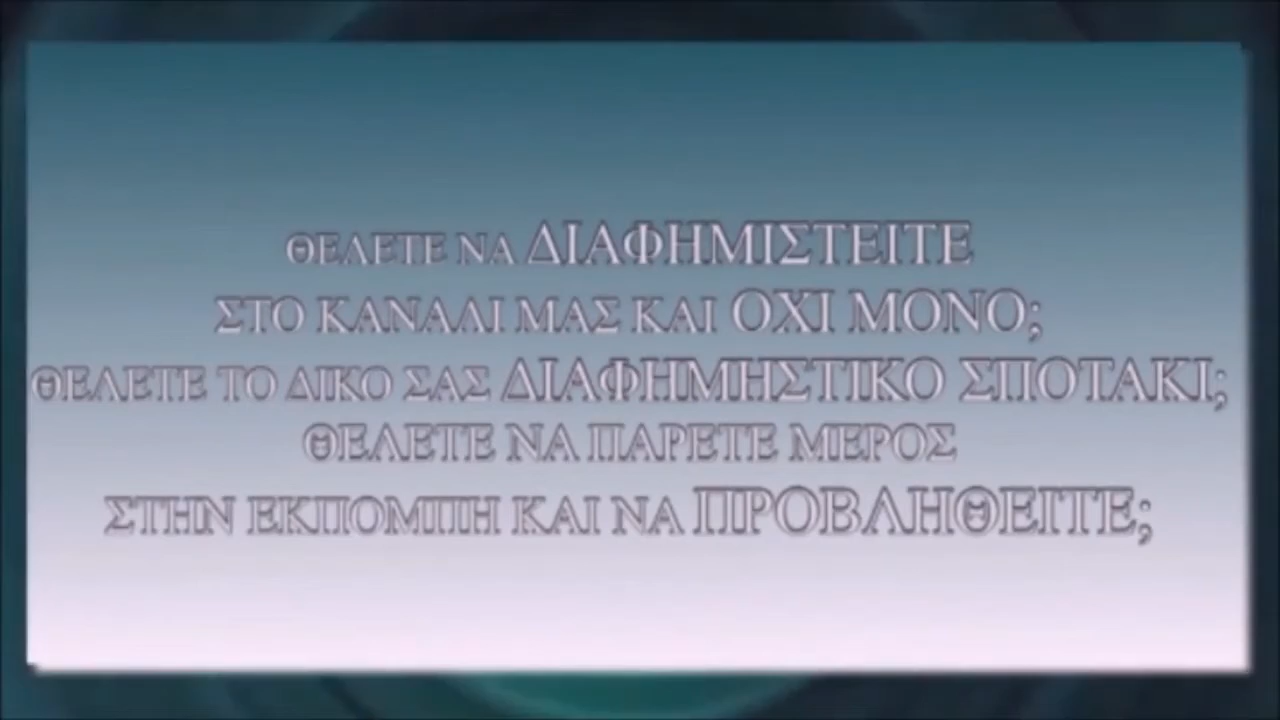 ΘΕΛΕΤΕ ΝΑ ΔΙΑΦΗΜΙΣΤΕΙΤΕ
ΣΤΟ ΚΑΝΑΛΙ ΜΑΣ ΚΑΙ ΟΧΙ ΜΟΝΟ;
ΘΕΛΕΤΕ ΤΟ ΔΙΚΟ ΣΑΣ ΔΙΑΦΗΜΗΣΤΙΚΟ ΣΠΟΤΑΚΙ;
ΘΕΛΕΤΕ ΝΑ ΠΑΡΕΤΕ ΜΕΡΟΣ
ΣΤΗΝ ΕΚΠΟΜΠΗ ΚΑΙ ΝΑ ΠΡΟΒΛΗΘΕΙΤΕ;